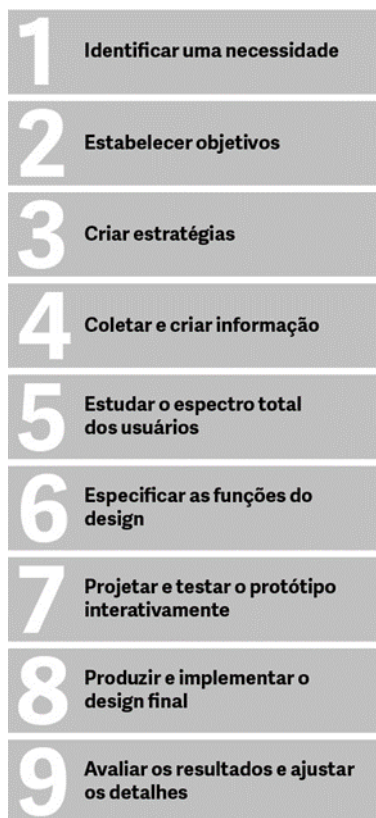 1
Identificar uma necessidade
2
Estabelecer objetivos
3
Criar estratégias
4
Coletar e criar informação
5
Estudar o espectro total
dos usuários
6
Especificar as funções do
design
7
Projetar e testar o protótipo
interativamente
8
Produzir e implementar o
design final
9
Avaliar os resultados e ajustar
os detalhes